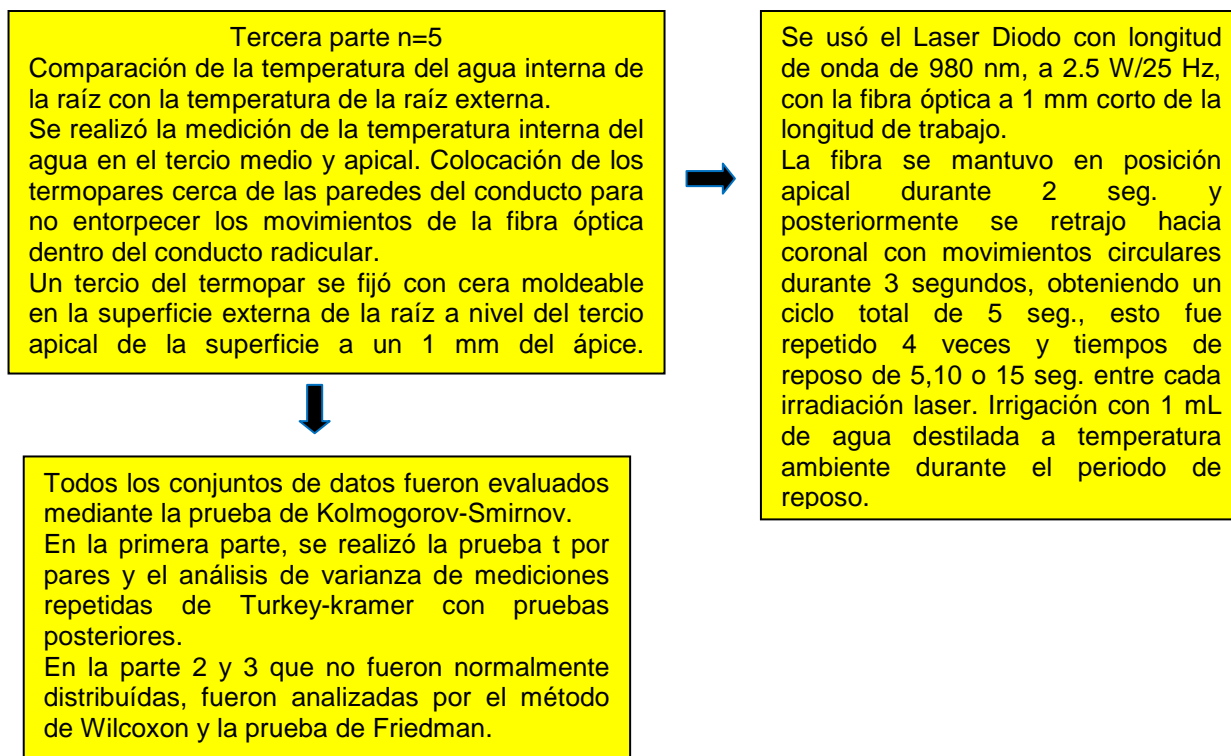 Tercera parte n=5
Comparación de la temperatura del agua interna de
la raíz con la temperatura de la raíz externa.
Se realizó la medición de la temperatura interna del
agua en el tercio medio y apical. Colocación de los
termopares cerca de las paredes del conducto para
no entorpecer los movimientos de la fibra óptica
dentro del conducto radicular.
Un tercio del termopar se fijó con cera moldeable
en la superficie externa de la raíz a nivel del tercio
apical de la superficie a un 1 mm del ápice.
Se usó el Laser Diodo con longitud
de onda de 980 nm, a 2.5 W/25 Hz,
con la fibra óptica a 1 mm corto de la
longitud de trabajo.
La fibra se mantuvo en posición
apical durante 2 seg. y
posteriormente se retrajo hacia
coronal con movimientos circulares
durante 3 segundos, obteniendo un
ciclo total de 5 seg., esto fue
repetido 4 veces y tiempos de
reposo de 5,10 o 15 seg. entre cada
irradiación laser. Irrigación con 1 mL
de agua destilada a temperatura
ambiente durante el periodo de
reposo.
Todos los conjuntos de datos fueron evaluados
mediante la prueba de Kolmogorov-Smirnov.
En la primera parte, se realizó la prueba t por
pares y el análisis de varianza de mediciones
repetidas de Turkey-kramer con pruebas
posteriores.
En la parte 2 y 3 que no fueron normalmente
distribuídas, fueron analizadas por el método
de Wilcoxon y la prueba de Friedman.